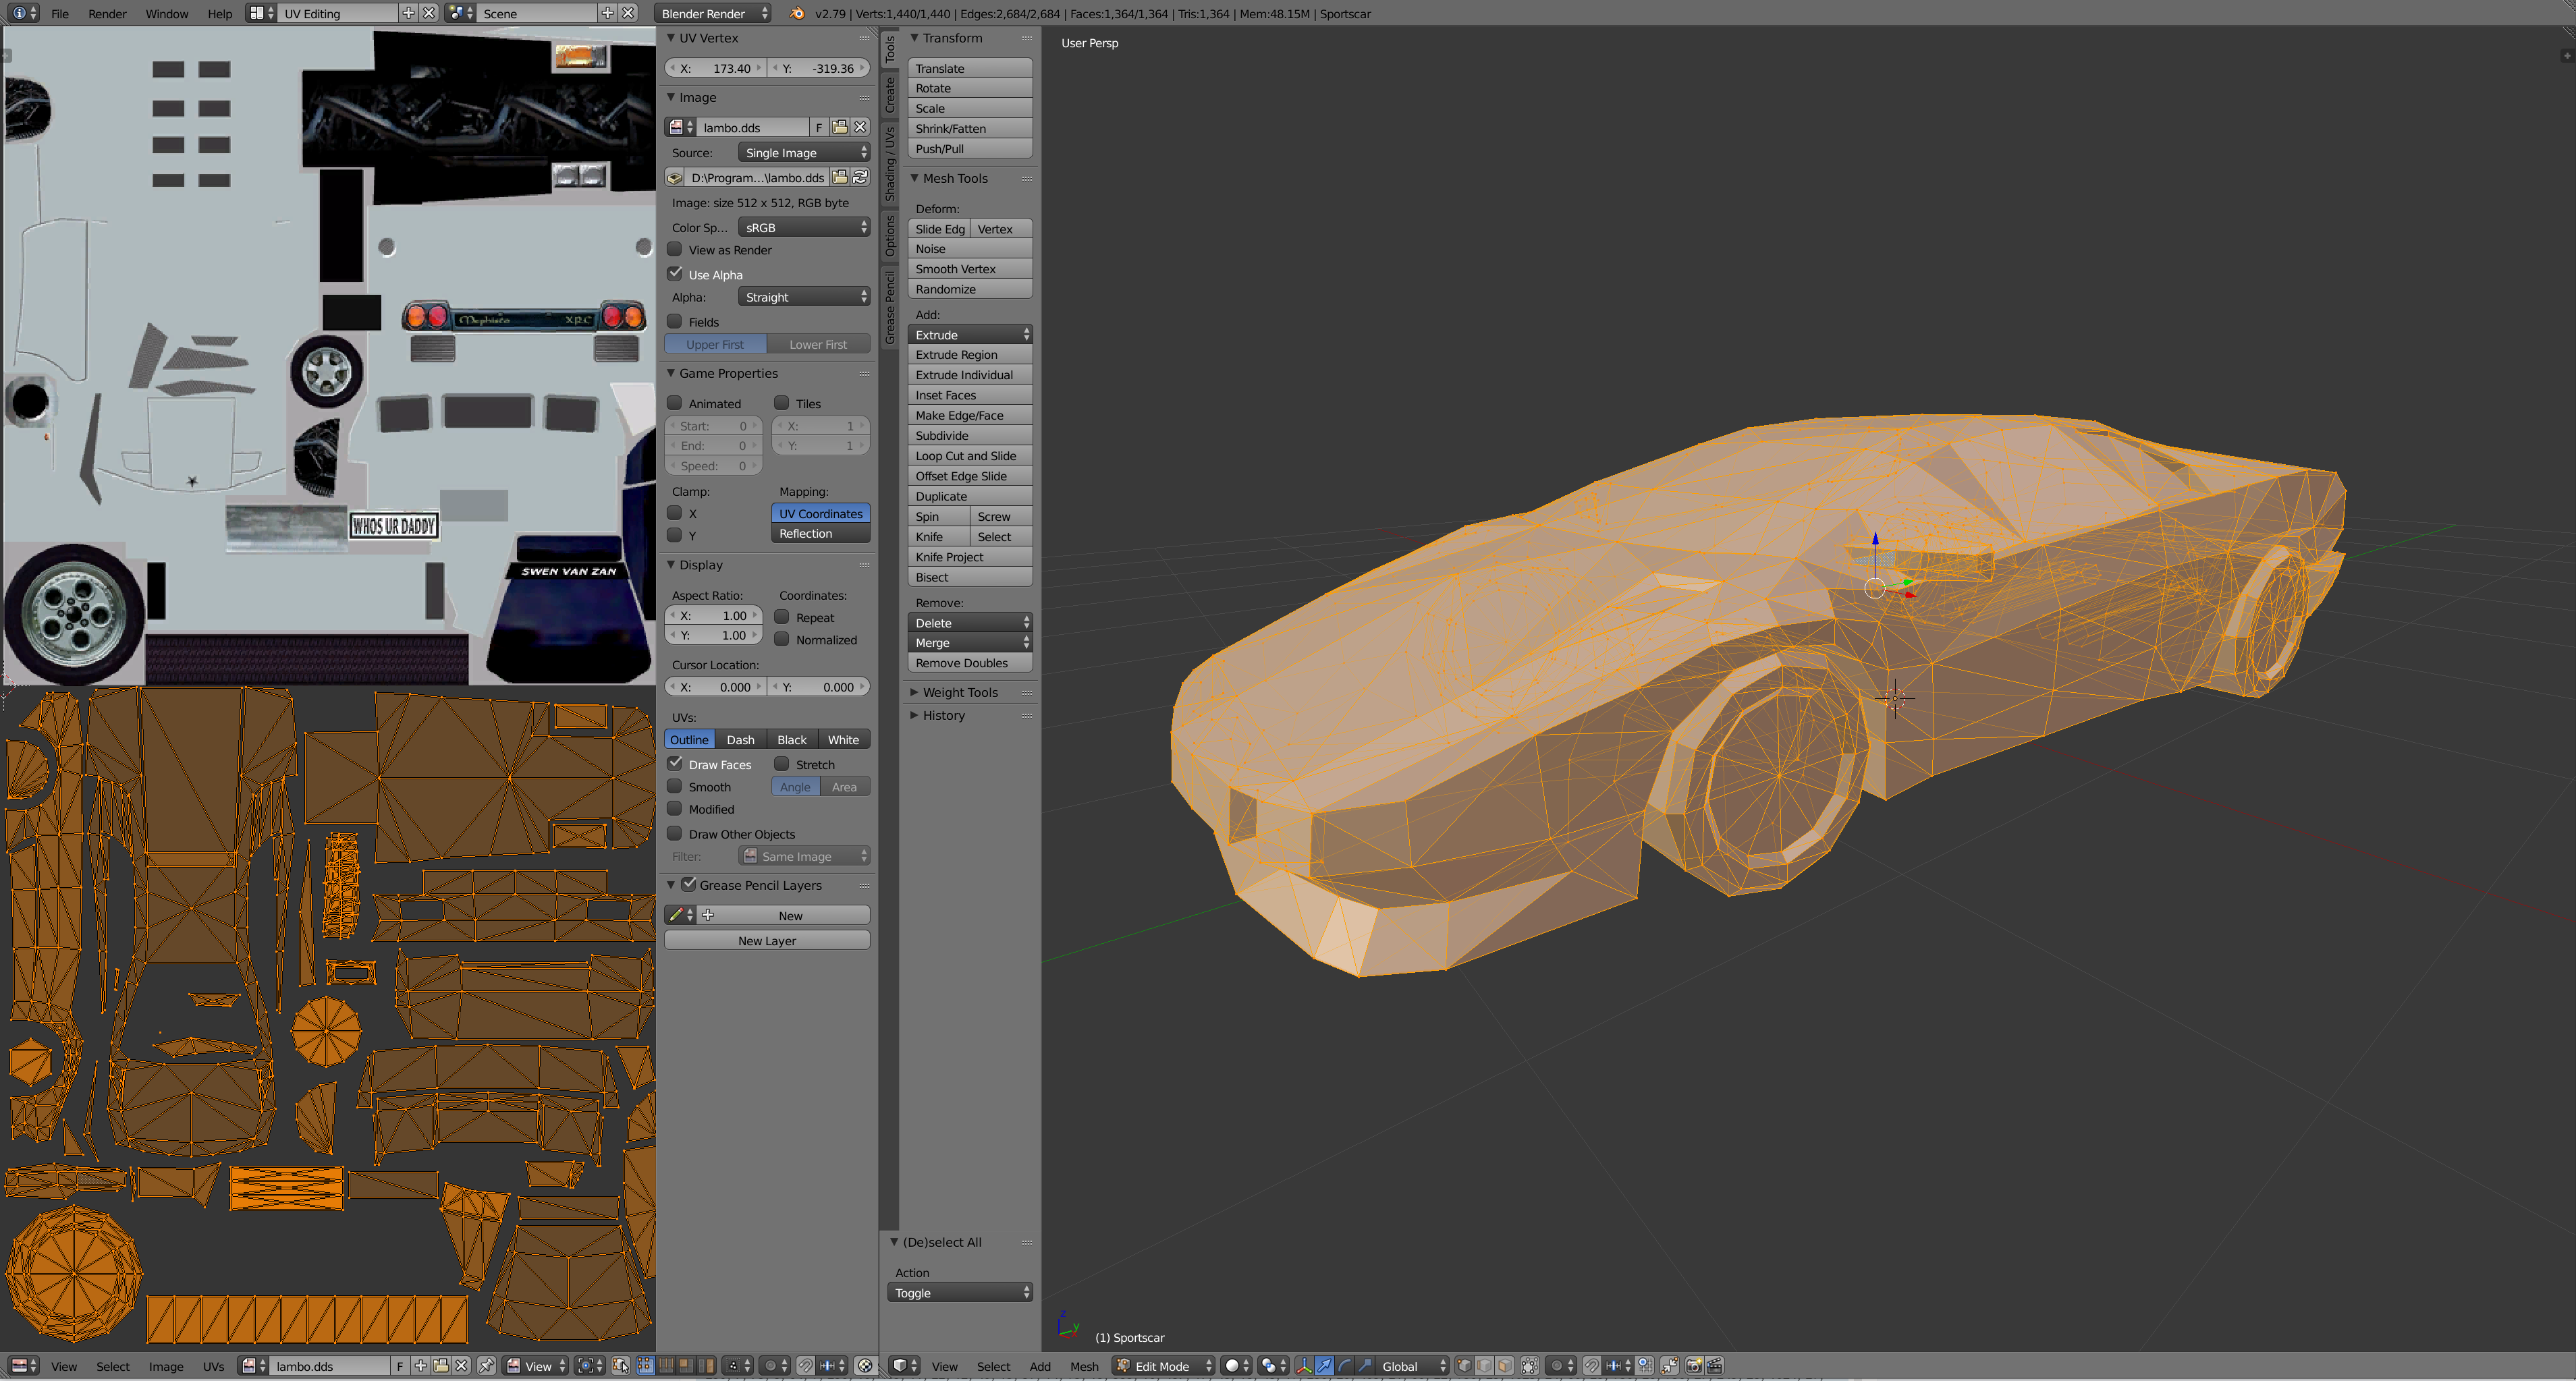 File Render Window Help UV Editing Scene Blender Render v2.79 | Verts:1,440/1,440 | Edges:2,684/2,684 | Faces:1,364/1,364 | Tris:1,364 | Mem:48.15M | Sportscar
Mephisto XRC
WHOS UR DADDY
SWEN VAN ZAN
UV Vertex
X: 173.40 Y: -319.36
Image
lambo.dds F
Source: Single Image
D:\Program...\lambo.dds
Image: size 512 x 512, RGB byte
Color Sp... sRGB
View as Render
Use Alpha
Alpha: Straight
Fields
Upper First Lower First
Game Properties
Animated Tiles
Start: 0 X: 1
End: 0 Y: 1
Speed: 0
Clamp: Mapping:
X UV Coordinates
Y Reflection
Display
Aspect Ratio: Coordinates:
X: 1.00 Repeat
Y: 1.00 Normalized
Cursor Location:
X: 0.000 Y: 0.000
UVs:
Outline Dash Black White
Draw Faces Stretch
Smooth Angle Area
Modified
Draw Other Objects
Filter: Same Image
Grease Pencil Layers
New
New Layer
Tools
Create
Shading / UVs
Options
Grease Pencil
Transform
Translate
Rotate
Scale
Shrink/Fatten
Push/Pull
Mesh Tools
Deform:
Slide Edg Vertex
Noise
Smooth Vertex
Randomize
Add:
Extrude
Extrude Region
Extrude Individual
Inset Faces
Make Edge/Face
Subdivide
Loop Cut and Slide
Offset Edge Slide
Duplicate
Spin Screw
Knife Select
Knife Project
Bisect
Remove:
Delete
Merge
Remove Doubles
Weight Tools
History
(De)select All
Action
Toggle
User Persp
z
y
(1) Sportscar
View Select Image UVs lambo.dds F View
View Select Add Mesh Edit Mode Global